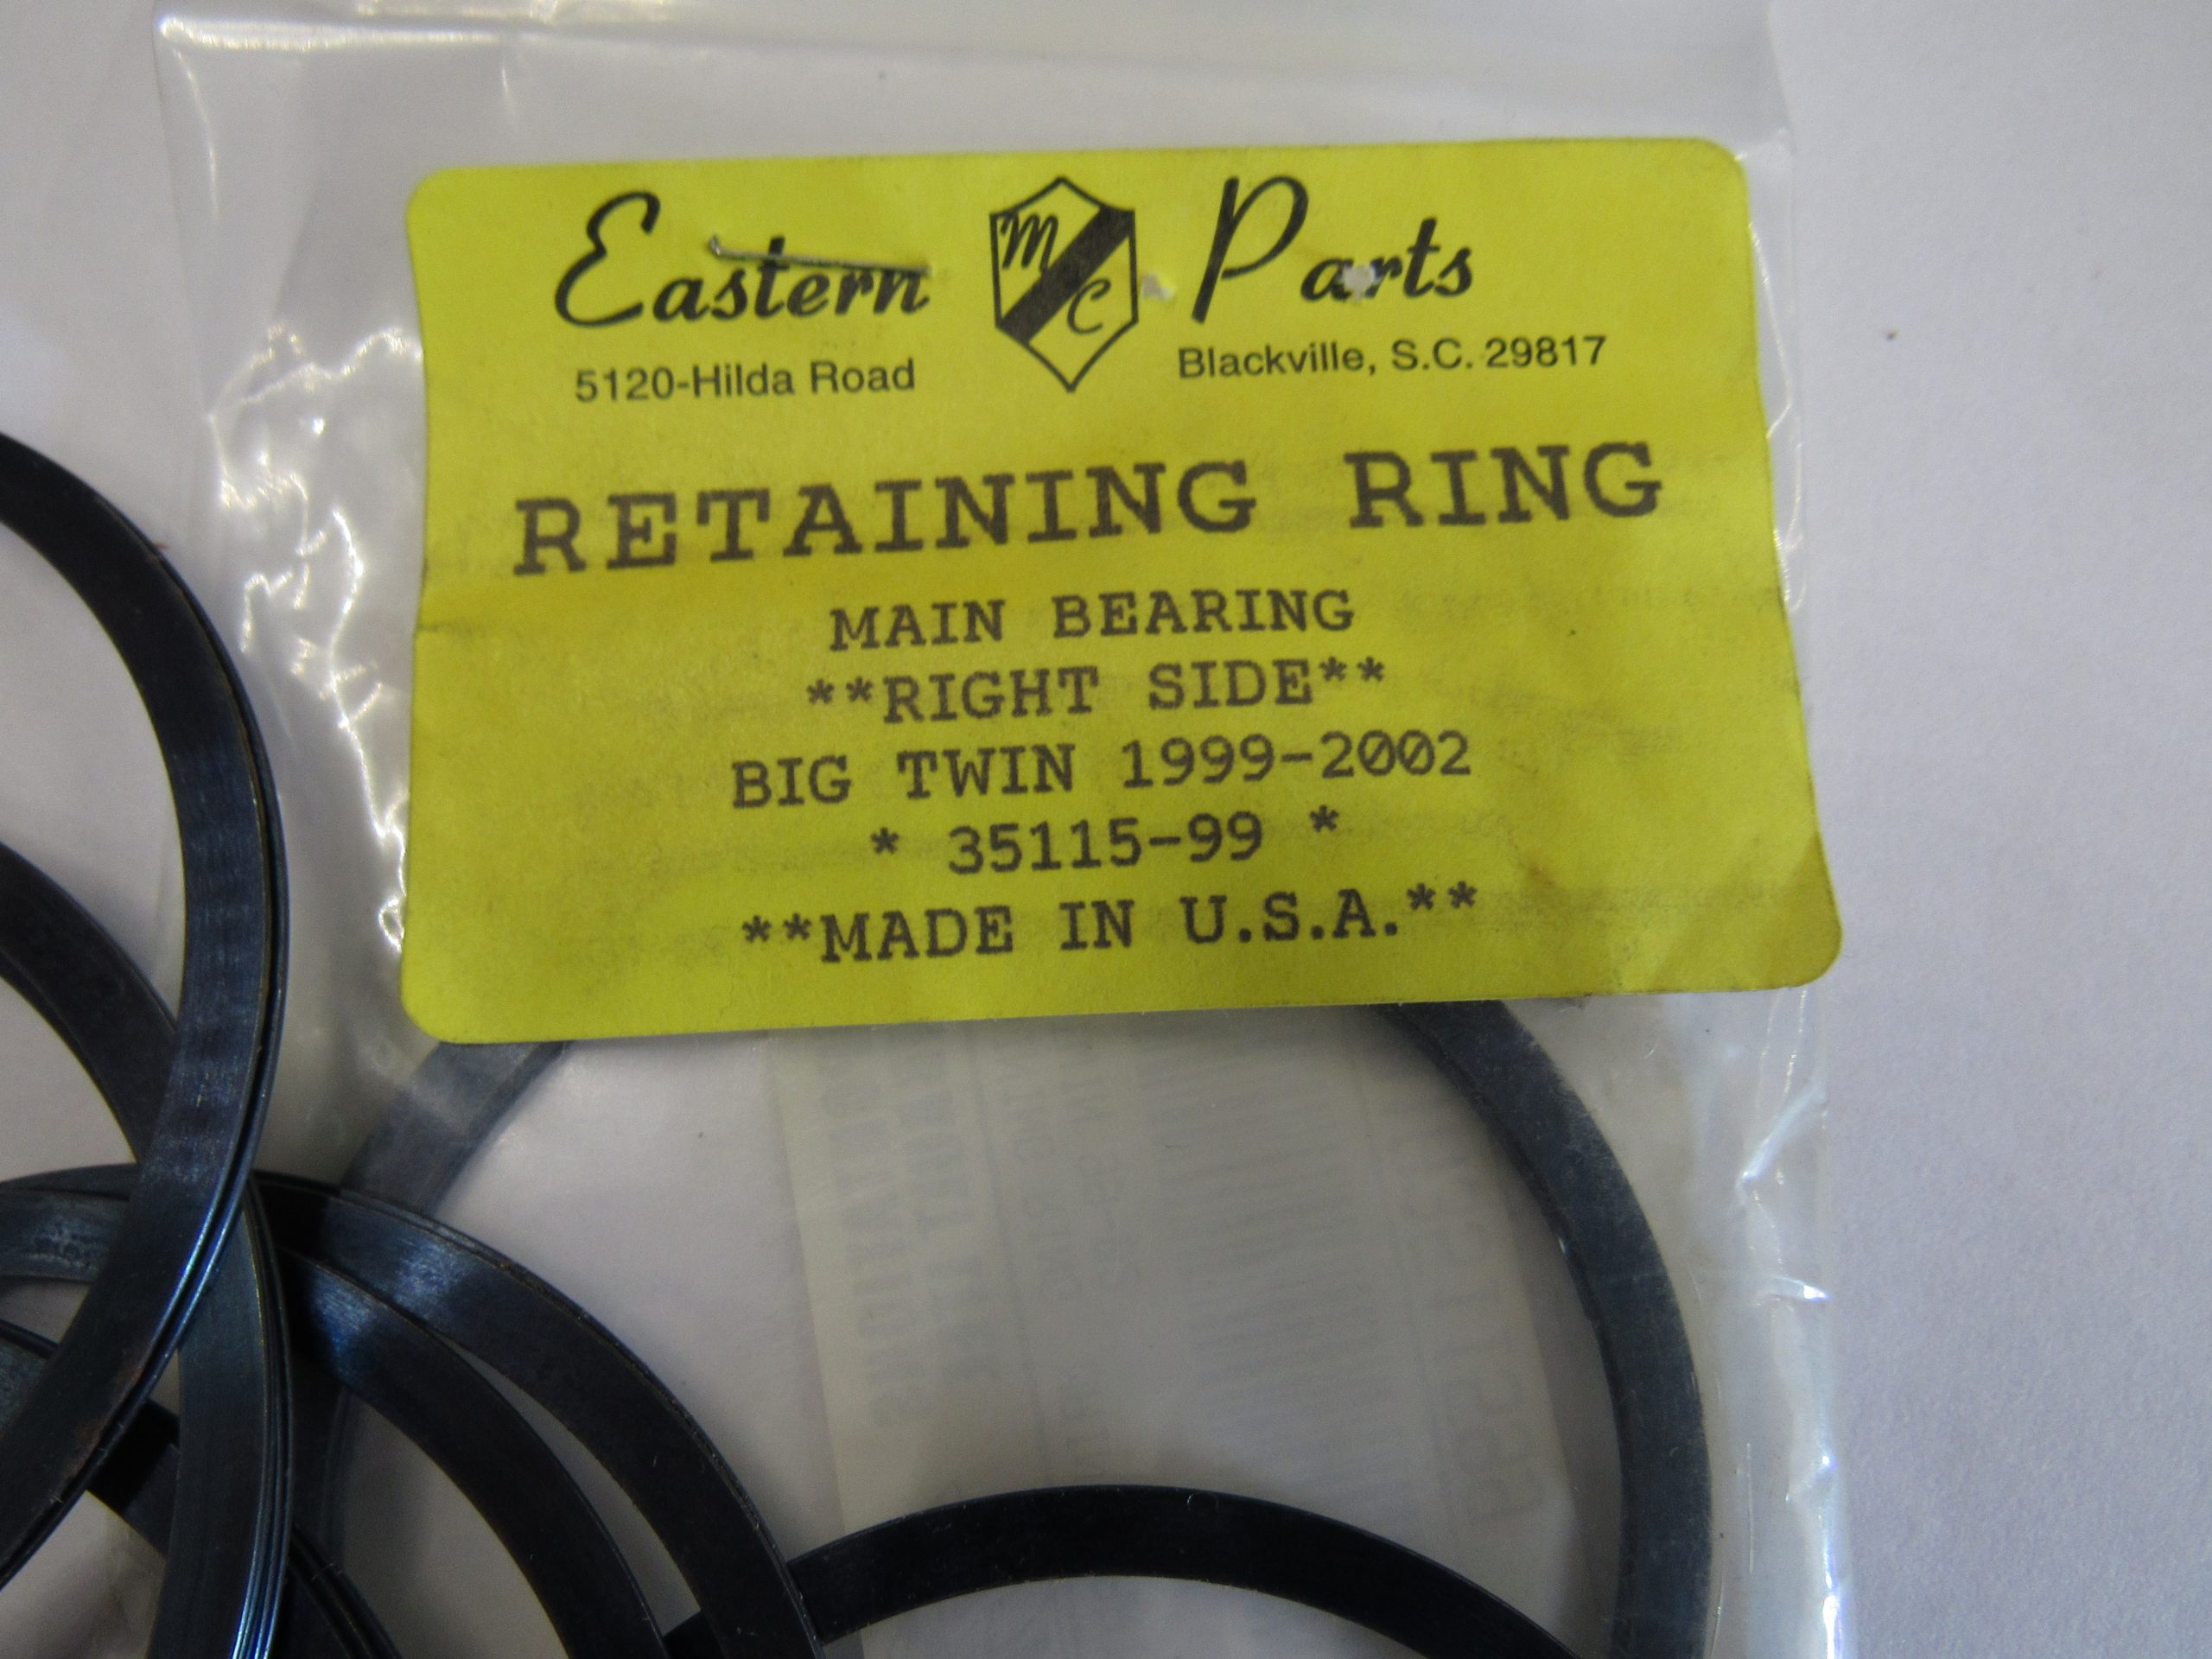 Eastern MC Parts
5120-Hilda Road Blackville, S.C. 29817
RETAINING RING
MAIN BEARING
**RIGHT SIDE**
BIG TWIN 1999-2002
* 35115-99 *
**MADE IN U.S.A.**